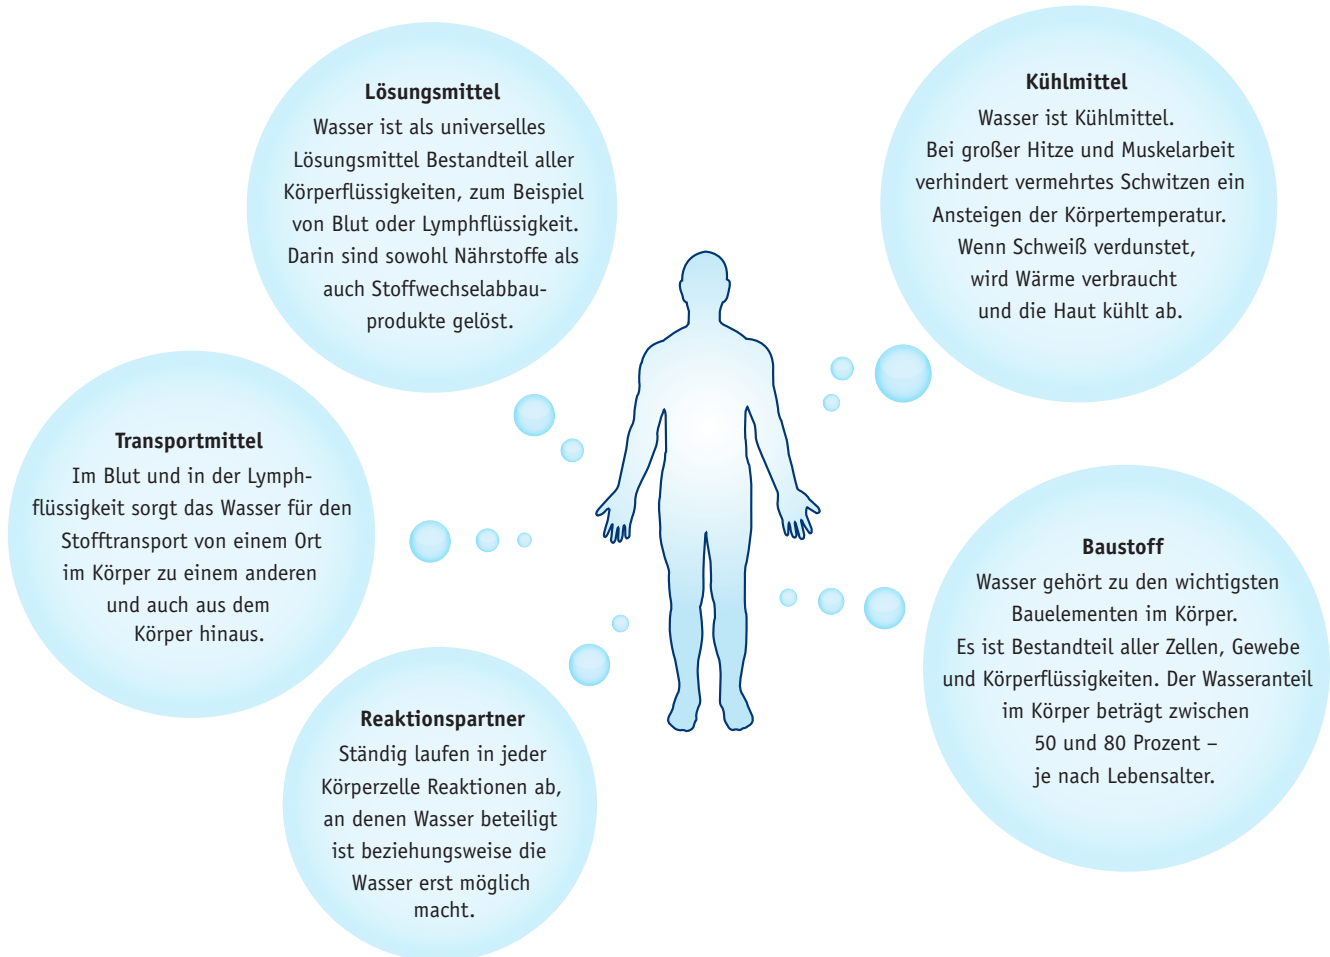 Lösungsmittel
Wasser ist als universelles
Lösungsmittel Bestandteil aller
Körperflüssigkeiten, zum Beispiel
von Blut oder Lymphflüssigkeit.
Darin sind sowohl Nährstoffe als
auch Stoffwechselabbau-
produkte gelöst.
Kühlmittel
Wasser ist Kühlmittel.
Bei großer Hitze und Muskelarbeit
verhindert vermehrtes Schwitzen ein
Ansteigen der Körpertemperatur.
Wenn Schweiß verdunstet,
wird Wärme verbraucht
und die Haut kühlt ab.
Transportmittel
Im Blut und in der Lymph-
flüssigkeit sorgt das Wasser für den
Stofftransport von einem Ort
im Körper zu einem anderen
und auch aus dem
Körper hinaus.
Baustoff
Wasser gehört zu den wichtigsten
Bauelementen im Körper.
Es ist Bestandteil aller Zellen, Gewebe
und Körperflüssigkeiten. Der Wasseranteil
im Körper beträgt zwischen
50 und 80 Prozent –
je nach Lebensalter.
Reaktionspartner
Ständig laufen in jeder
Körperzelle Reaktionen ab,
an denen Wasser beteiligt
ist beziehungsweise die
Wasser erst möglich
macht.